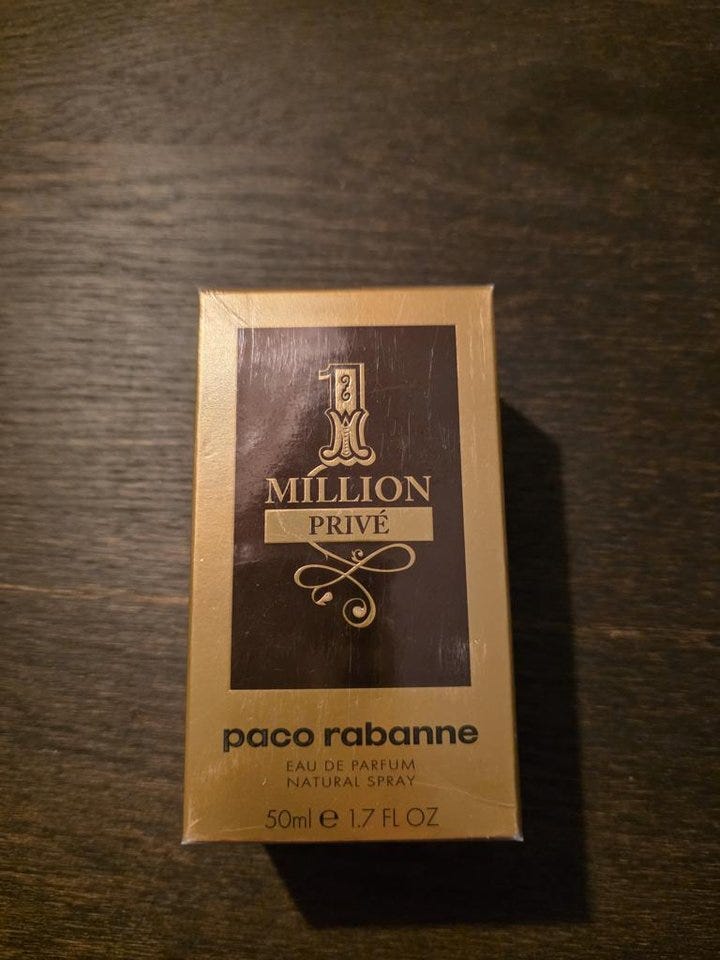 1
MILLION
PRIVÉ
paco rabanne
EAU DE PARFUM
NATURAL SPRAY
50ml ℮ 1.7 FL OZ